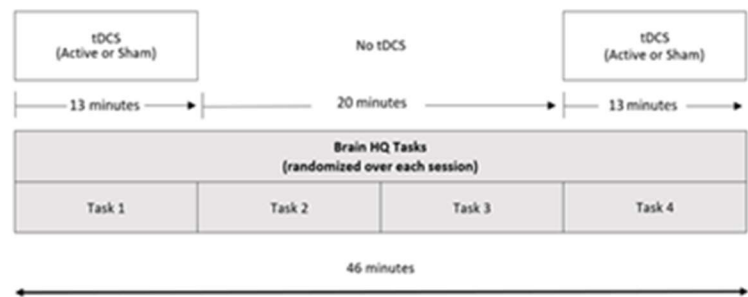 tDCS
(Active or Sham)
No tDCS
tDCS
(Active or Sham)
13 minutes
20 minutes
13 minutes
Brain HQ Tasks
(randomized over each session)
Task 1
Task 2
Task 3
Task 4
46 minutes